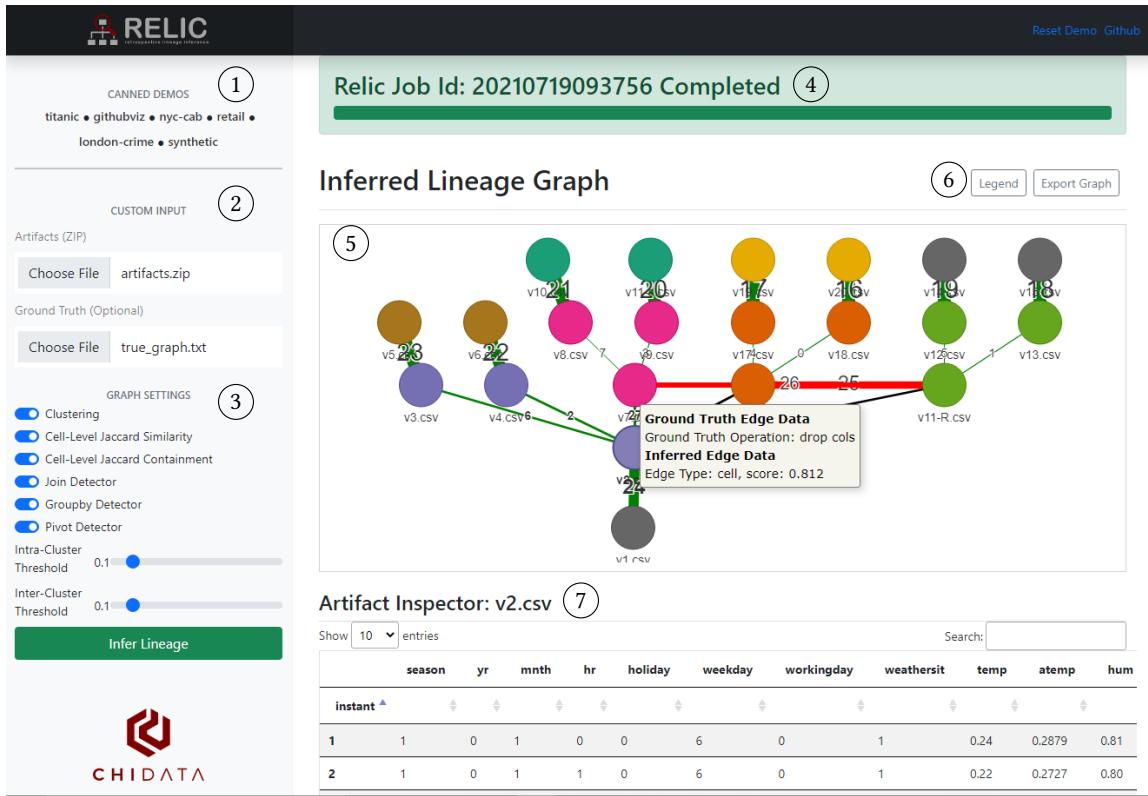 RELIC
retrospective lineage inference
Reset Demo Github
1
CANNED DEMOS
titanic • githubviz • nyc-cab • retail •
london-crime • synthetic
2
CUSTOM INPUT
Artifacts (ZIP)
Choose File artifacts.zip
Ground Truth (Optional)
Choose File true_graph.txt
3
GRAPH SETTINGS
Clustering
Cell-Level Jaccard Similarity
Cell-Level Jaccard Containment
Join Detector
Groupby Detector
Pivot Detector
Intra-Cluster
Threshold 0.1
Inter-Cluster
Threshold 0.1
Infer Lineage
CHIDATA
Relic Job Id: 20210719093756 Completed 4
Inferred Lineage Graph
6 Legend Export Graph
5
21 20 17 16 19 18
23 22 v8.csv 7 v9.csv v17.csv 0 v18.csv v12.csv 1 v13.csv
26 25
v3.csv v4.csv 6 2 v11-R.csv
Ground Truth Edge Data
Ground Truth Operation: drop cols
Inferred Edge Data
Edge Type: cell, score: 0.812
24
v1.csv
Artifact Inspector: v2.csv 7
Show 10 entries Search:
season yr mnth hr holiday weekday workingday weathersit temp atemp hum
instant
1 1 0 1 0 0 6 0 1 0.24 0.2879 0.81
2 1 0 1 1 0 6 0 1 0.22 0.2727 0.80